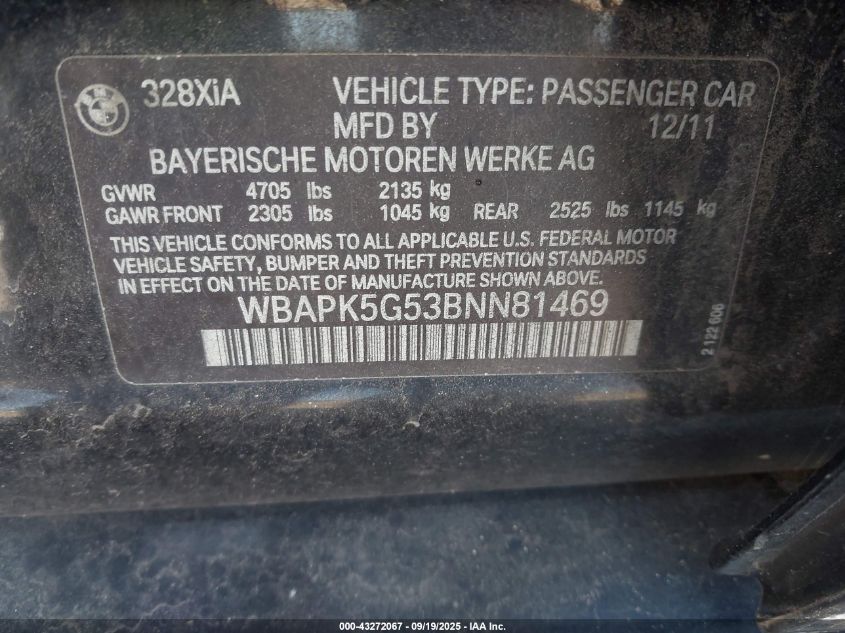 328XiA VEHICLE TYPE: PASSENGER CAR
MFD BY 12/11
BAYERISCHE MOTOREN WERKE AG
GVWR 4705 lbs 2135 kg
GAWR FRONT 2305 lbs 1045 kg REAR 2525 lbs 1145 kg
THIS VEHICLE CONFORMS TO ALL APPLICABLE U.S. FEDERAL MOTOR
VEHICLE SAFETY, BUMPER AND THEFT PREVENTION STANDARDS
IN EFFECT ON THE DATE OF MANUFACTURE SHOWN ABOVE.
WBAPK5G53BNN81469
2 122 606
000-43272067 - 09/19/2025 - IAA Inc.